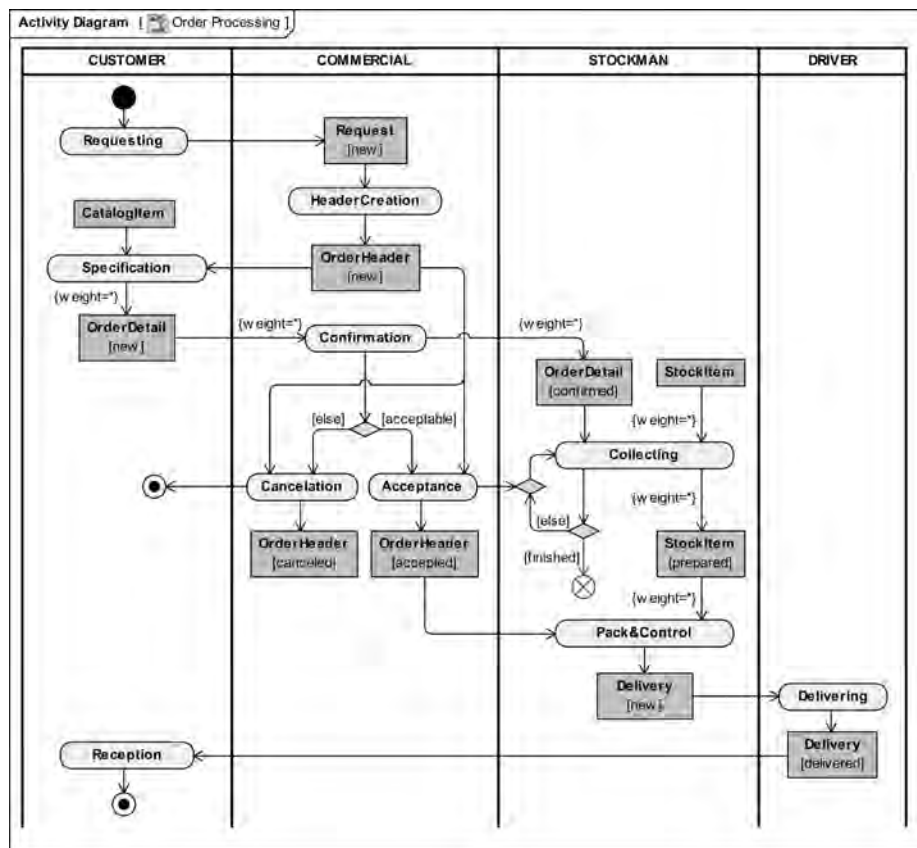 Activity Diagram [ Order Processing ]
CUSTOMER COMMERCIAL STOCKMAN DRIVER
Requesting
Request
[new]
HeaderCreation
CatalogItem
OrderHeader
[new]
Specification
{weight=*}
OrderDetail
[new]
{weight=*}
Confirmation
{weight=*}
OrderDetail
[confirmed]
StockItem
[else]
[acceptable]
{weight=*}
Collecting
Cancelation
Acceptance
{weight=*}
[else]
OrderHeader
[canceled]
OrderHeader
[accepted]
StockItem
[prepared]
[finished]
{weight=*}
Pack&Control
Delivery
[new]
Delivering
Delivery
[delivered]
Reception